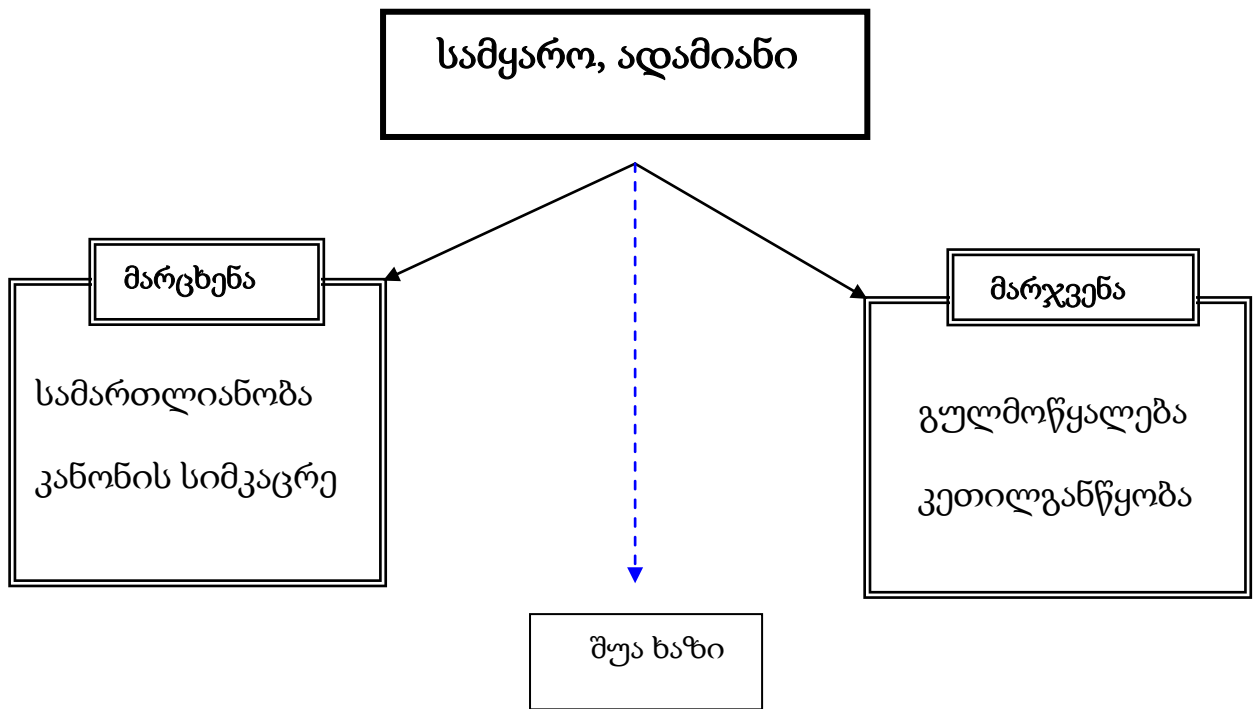 სამყარო, ადამიანი
მარცხენა
სამართლიანობა
კანონის სიმკაცრე
მარჯვენა
გულმოწყალება
კეთილგანწყობა
შუა ხაზი